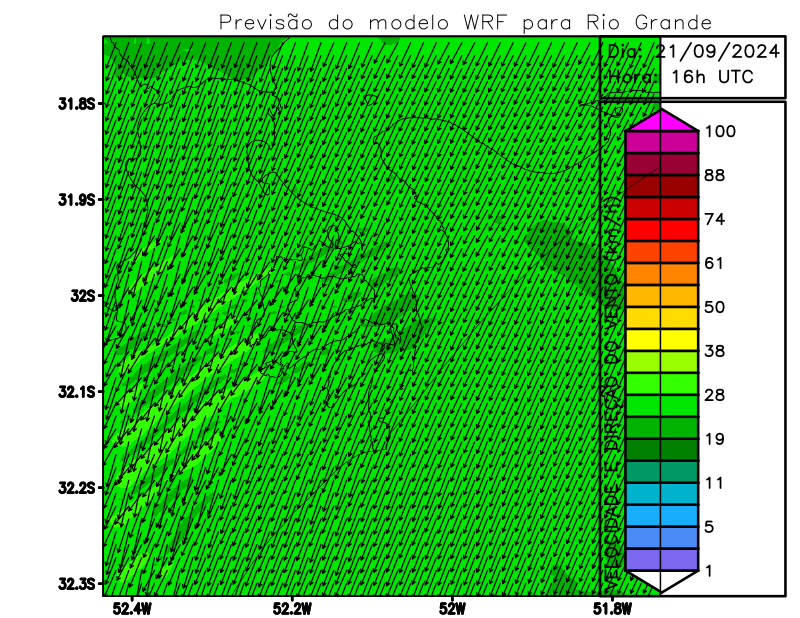 Previsão do modelo WRF para Rio Grande
Dia: 21/09/2024
Hora: 16h UTC
31.8S
31.9S
32S
32.1S
32.2S
32.3S
52.4W
52.2W
52W
51.8W
VELOCIDADE E DIREÇÃO DO VENTO (km/h)
100
88
74
61
50
38
28
19
11
5
1